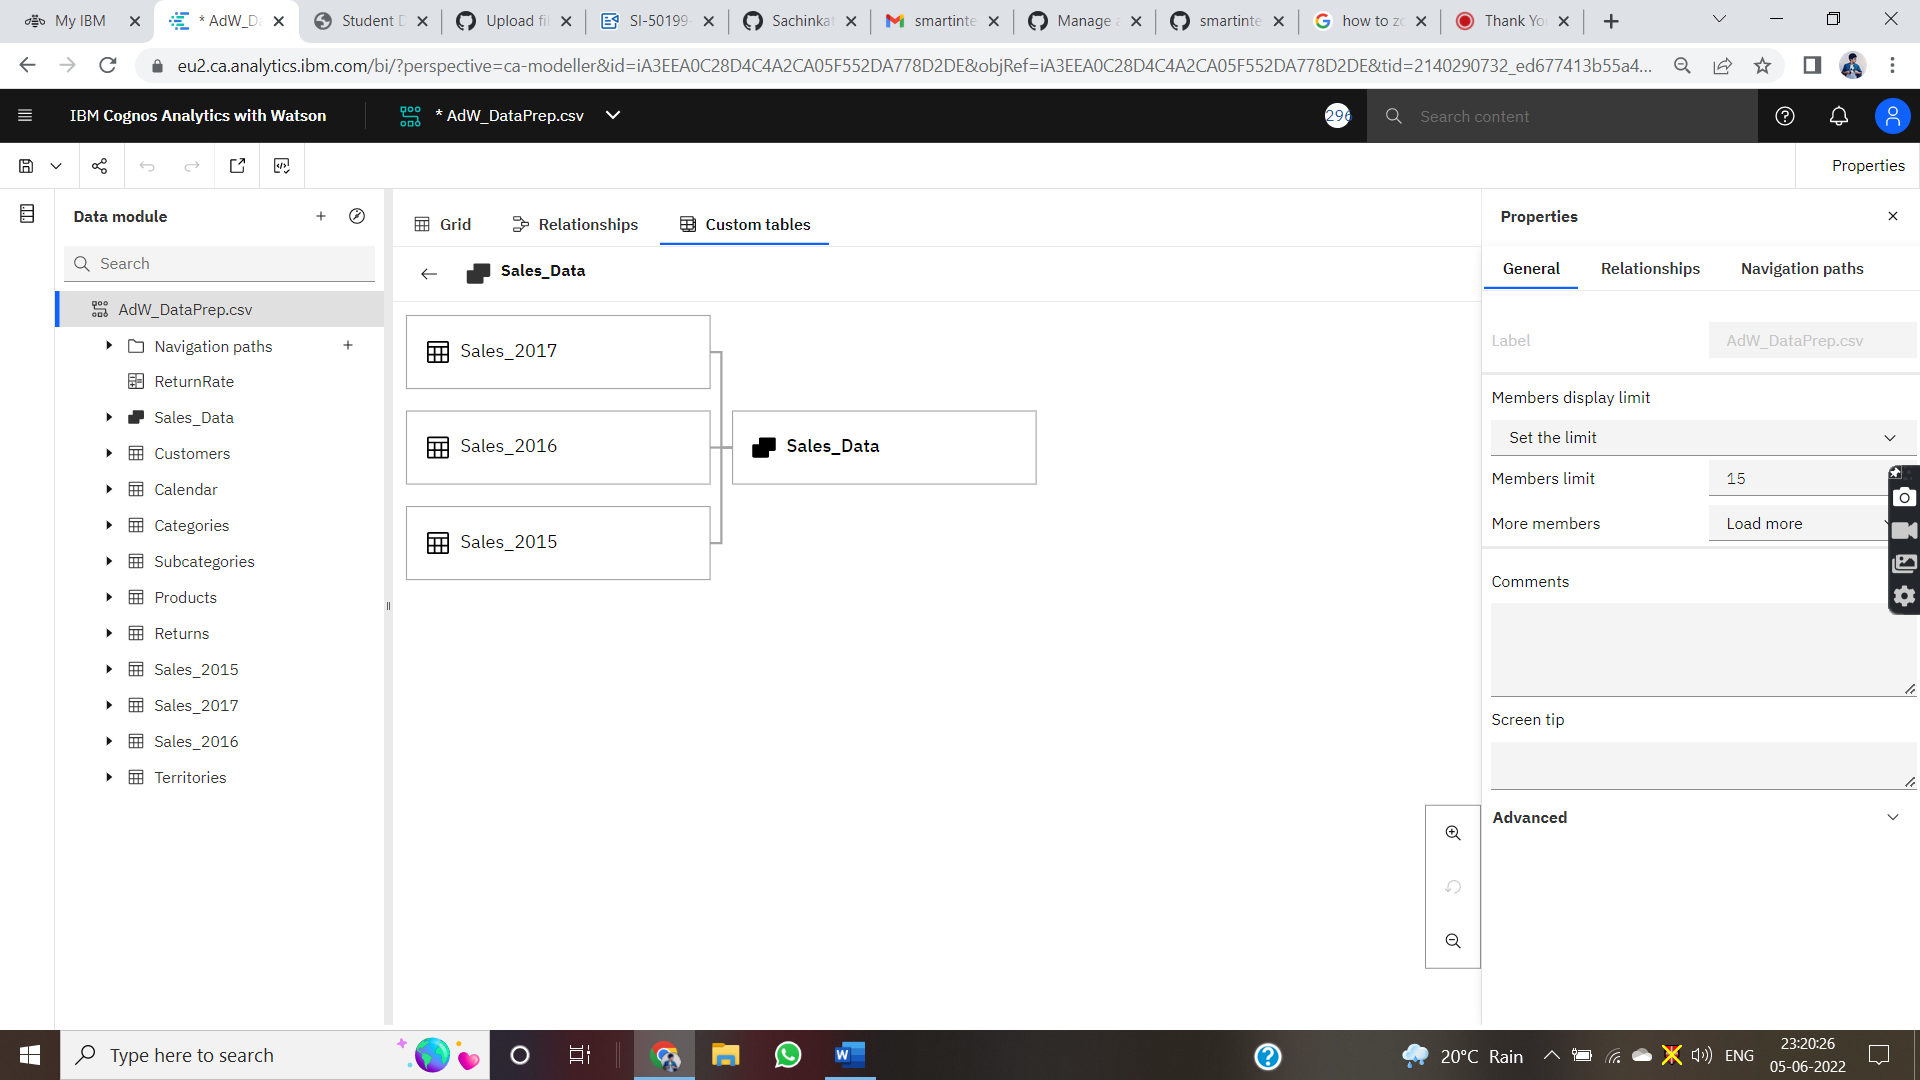 My IBM
* AdW_Da
Student D
Upload fil
SI-50199-
Sachinkat
smartinte
Manage a
smartinte
how to zo
Thank Yo
eu2.ca.analytics.ibm.com/bi/?perspective=ca-modeller&id=iA3EEA0C28D4C4A2CA05F552DA778D2DE&objRef=iA3EEA0C28D4C4A2CA05F552DA778D2DE&tid=2140290732_ed677413b55a4...
IBM Cognos Analytics with Watson
* AdW_DataPrep.csv
296
Search content
Properties
Data module
Search
AdW_DataPrep.csv
Navigation paths
ReturnRate
Sales_Data
Customers
Calendar
Categories
Subcategories
Products
Returns
Sales_2015
Sales_2017
Sales_2016
Territories
Grid
Relationships
Custom tables
Sales_Data
Sales_2017
Sales_2016
Sales_2015
Sales_Data
Properties
General
Relationships
Navigation paths
Label
AdW_DataPrep.csv
Members display limit
Set the limit
Members limit
15
More members
Load more
Comments
Screen tip
Advanced
Type here to search
20°C Rain
ENG
23:20:26
05-06-2022